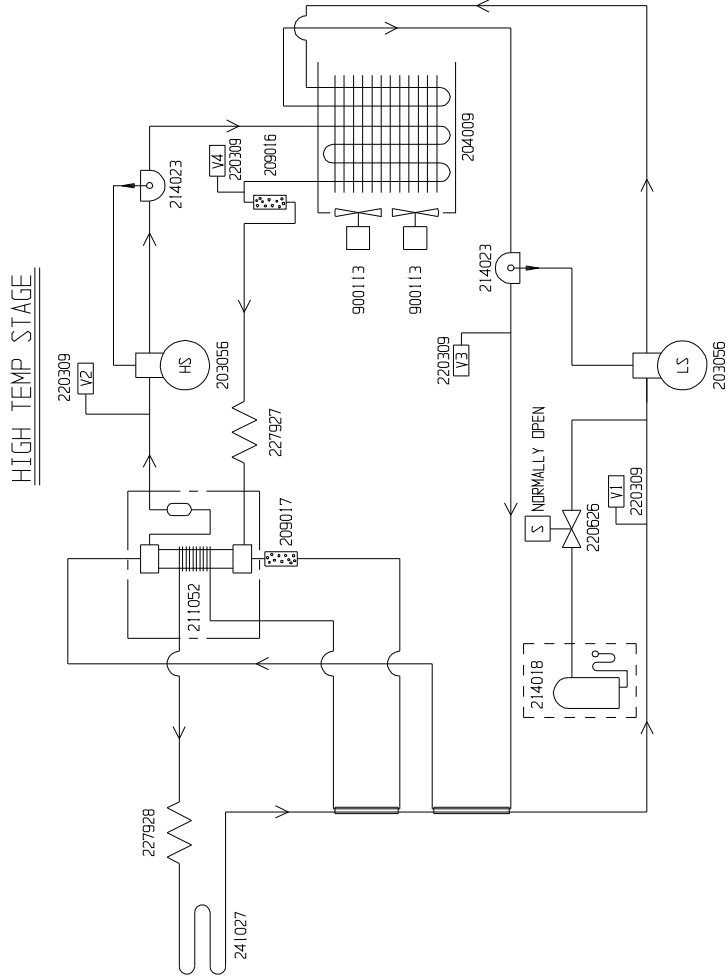 HIGH TEMP STAGE
220309
V2
227928
214023
HS
211052
V4
203056
220309
241027
209016
227927
209017
900113
900113
220309
V3
204009
214023
214018
S NORMALLY OPEN
220626
V1
220309
LS
203056